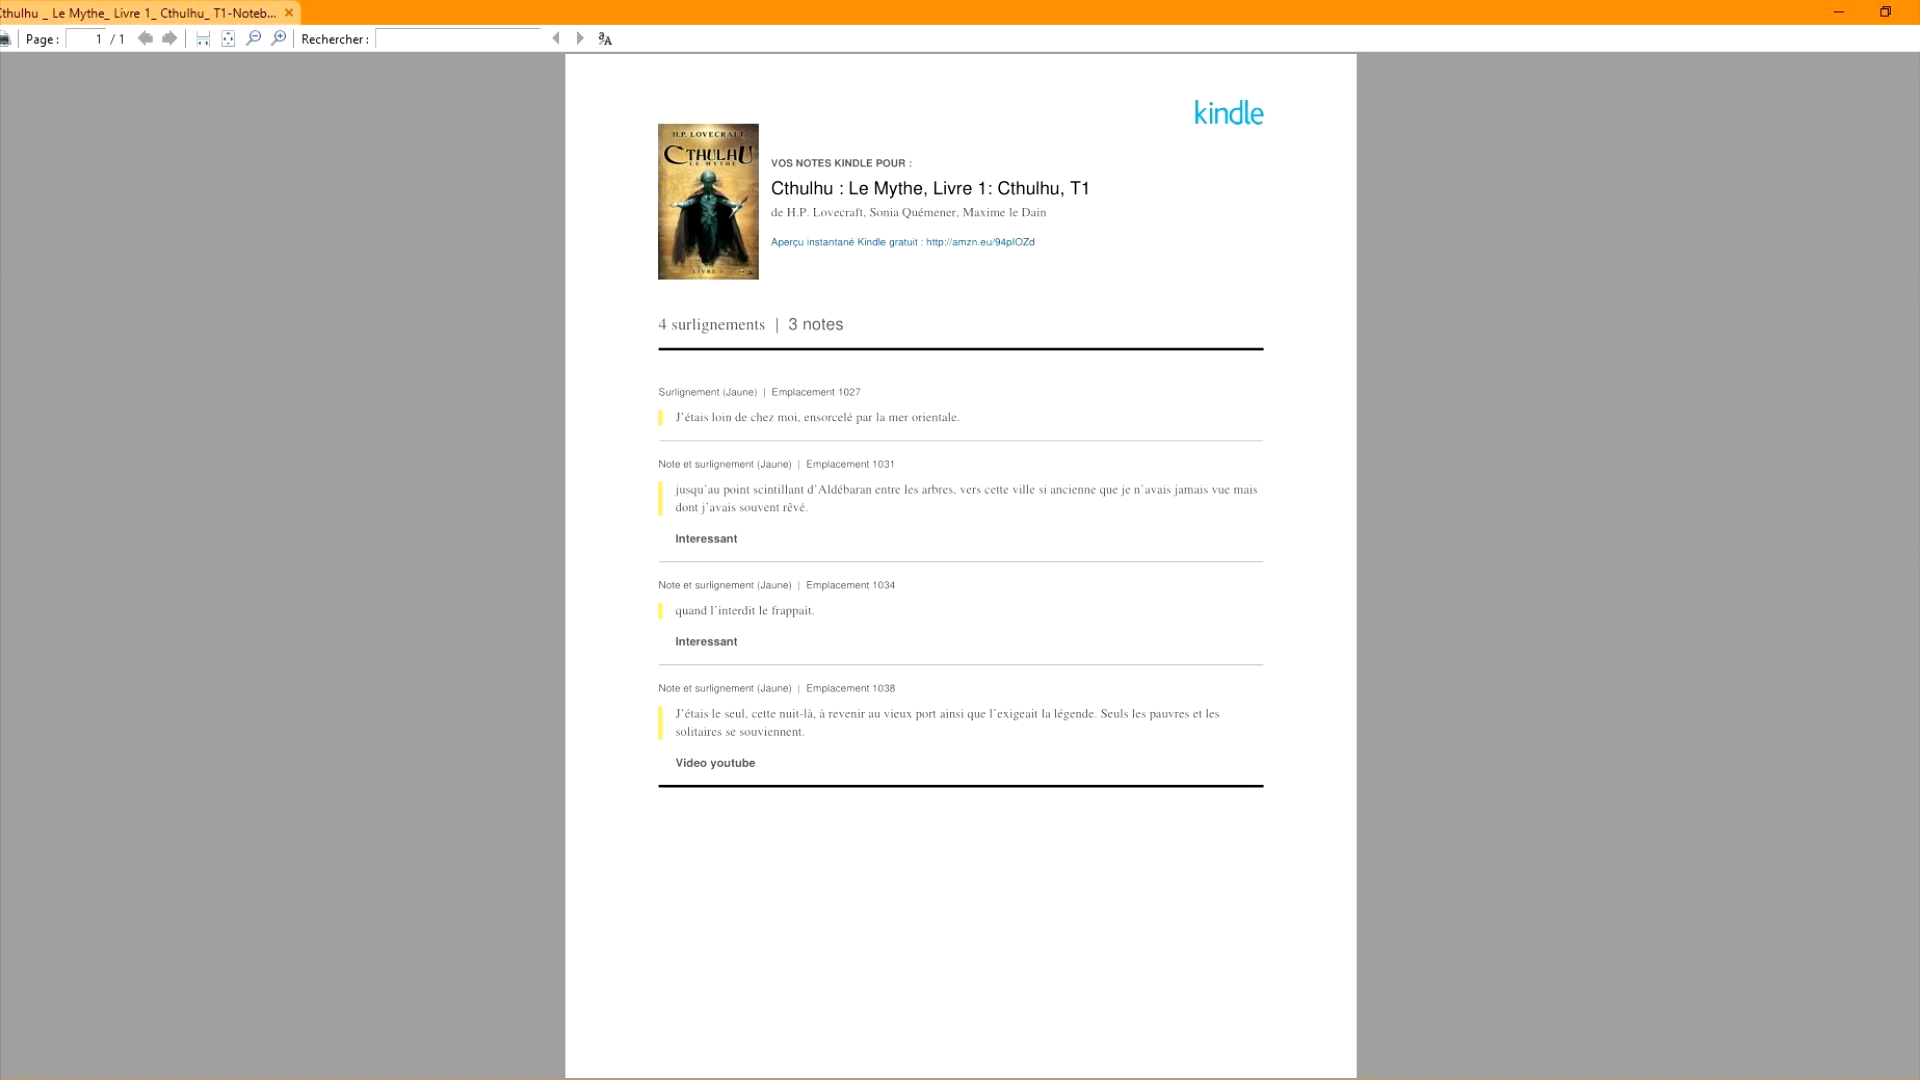 Cthulhu _ Le Mythe_ Livre 1_ Cthulhu_ T1-Noteb...
Page : 1 / 1 Rechercher :
kindle
H.P. LOVECRAFT
CTHULHU
LE MYTHE
LIVRE
VOS NOTES KINDLE POUR :
Cthulhu : Le Mythe, Livre 1: Cthulhu, T1
de H.P. Lovecraft, Sonia Quémener, Maxime le Dain
Aperçu instantané Kindle gratuit : http://amzn.eu/94plOZd
4 surlignements | 3 notes
Surlignement (Jaune) | Emplacement 1027
J’étais loin de chez moi, ensorcelé par la mer orientale.
Note et surlignement (Jaune) | Emplacement 1031
jusqu’au point scintillant d’Aldébaran entre les arbres, vers cette ville si ancienne que je n’avais jamais vue mais
dont j’avais souvent rêvé.
Interessant
Note et surlignement (Jaune) | Emplacement 1034
quand l’interdit le frappait.
Interessant
Note et surlignement (Jaune) | Emplacement 1038
J’étais le seul, cette nuit-là, à revenir au vieux port ainsi que l’exigeait la légende. Seuls les pauvres et les
solitaires se souviennent.
Video youtube